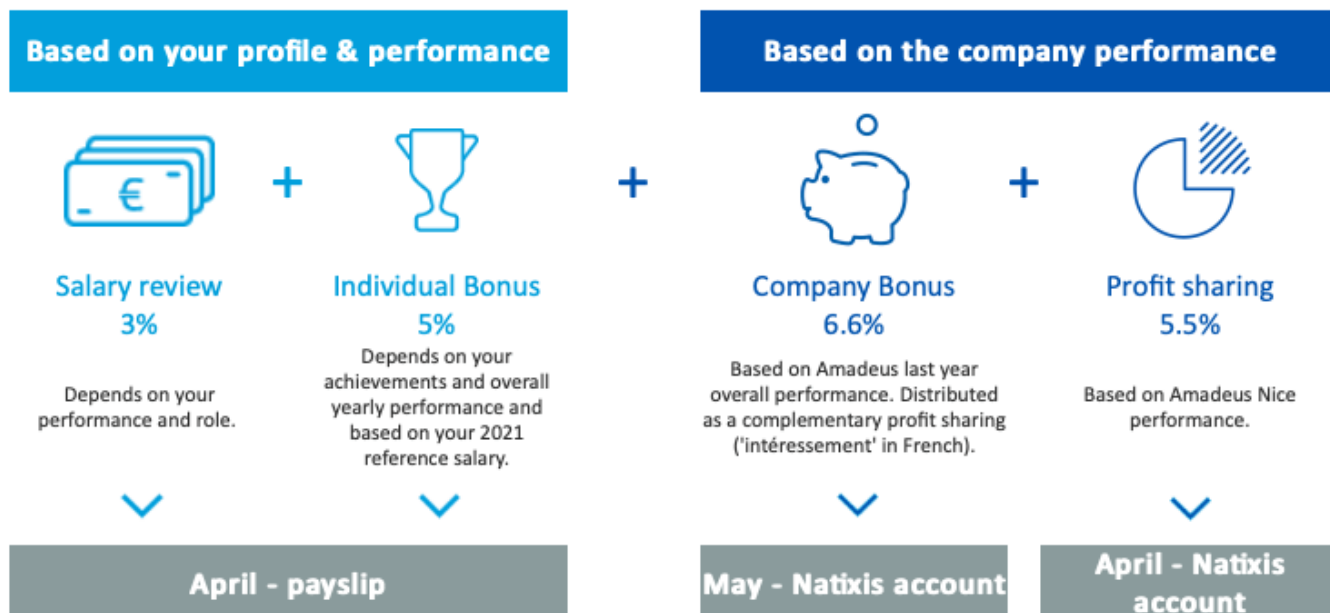 Based on your profile & performance
Based on the company performance
€
Salary review
3%
Depends on your
performance and role.
Individual Bonus
5%
Depends on your
achievements and overall
yearly performance and
based on your 2021
reference salary.
Company Bonus
6.6%
Based on Amadeus last year
overall performance. Distributed
as a complementary profit sharing
('intéressement' in French).
Profit sharing
5.5%
Based on Amadeus Nice
performance.
April - payslip
May - Natixis account
April - Natixis
account